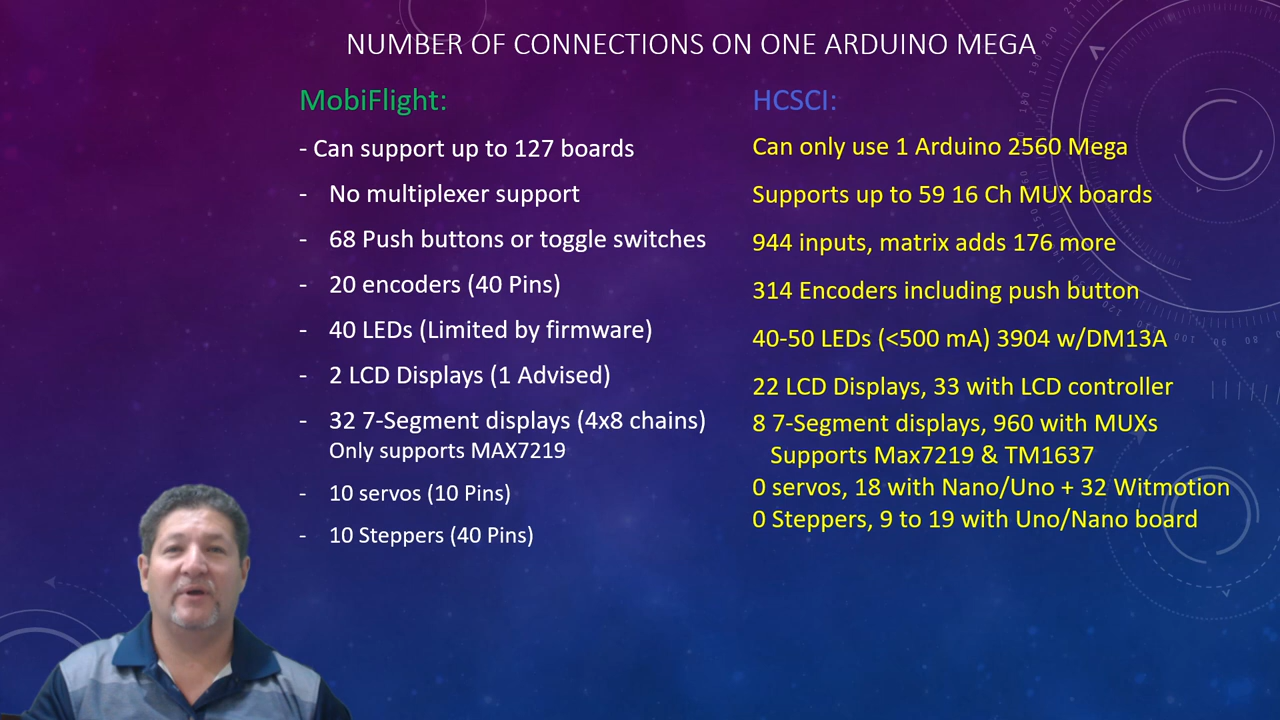 NUMBER OF CONNECTIONS ON ONE ARDUINO MEGA
MobiFlight:
- Can support up to 127 boards
- No multiplexer support
- 68 Push buttons or toggle switches
- 20 encoders (40 Pins)
- 40 LEDs (Limited by firmware)
- 2 LCD Displays (1 Advised)
- 32 7-Segment displays (4x8 chains)
Only supports MAX7219
- 10 servos (10 Pins)
- 10 Steppers (40 Pins)
HCSCI:
Can only use 1 Arduino 2560 Mega
Supports up to 59 16 Ch MUX boards
944 inputs, matrix adds 176 more
314 Encoders including push button
40-50 LEDs (<500 mA) 3904 w/DM13A
22 LCD Displays, 33 with LCD controller
8 7-Segment displays, 960 with MUXs
Supports Max7219 & TM1637
0 servos, 18 with Nano/Uno + 32 Witmotion
0 Steppers, 9 to 19 with Uno/Nano board